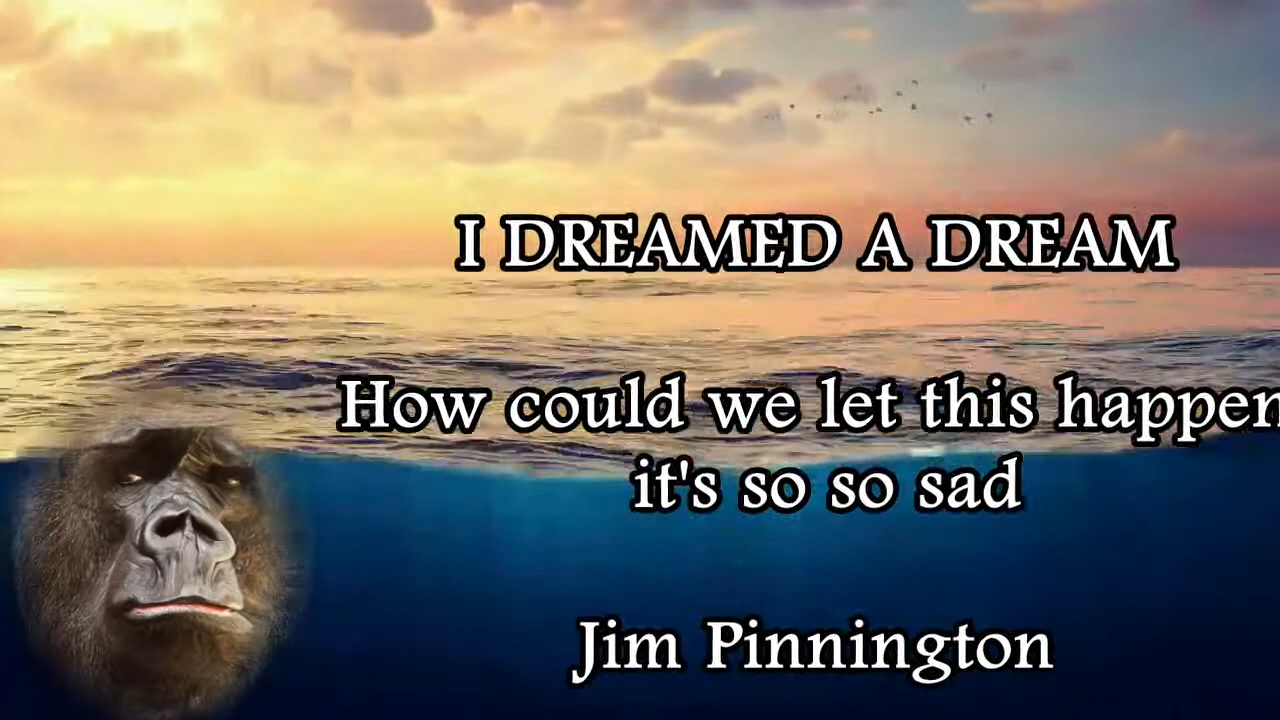 I DREAMED A DREAM
How could we let this happen
it's so so sad
Jim Pinnington